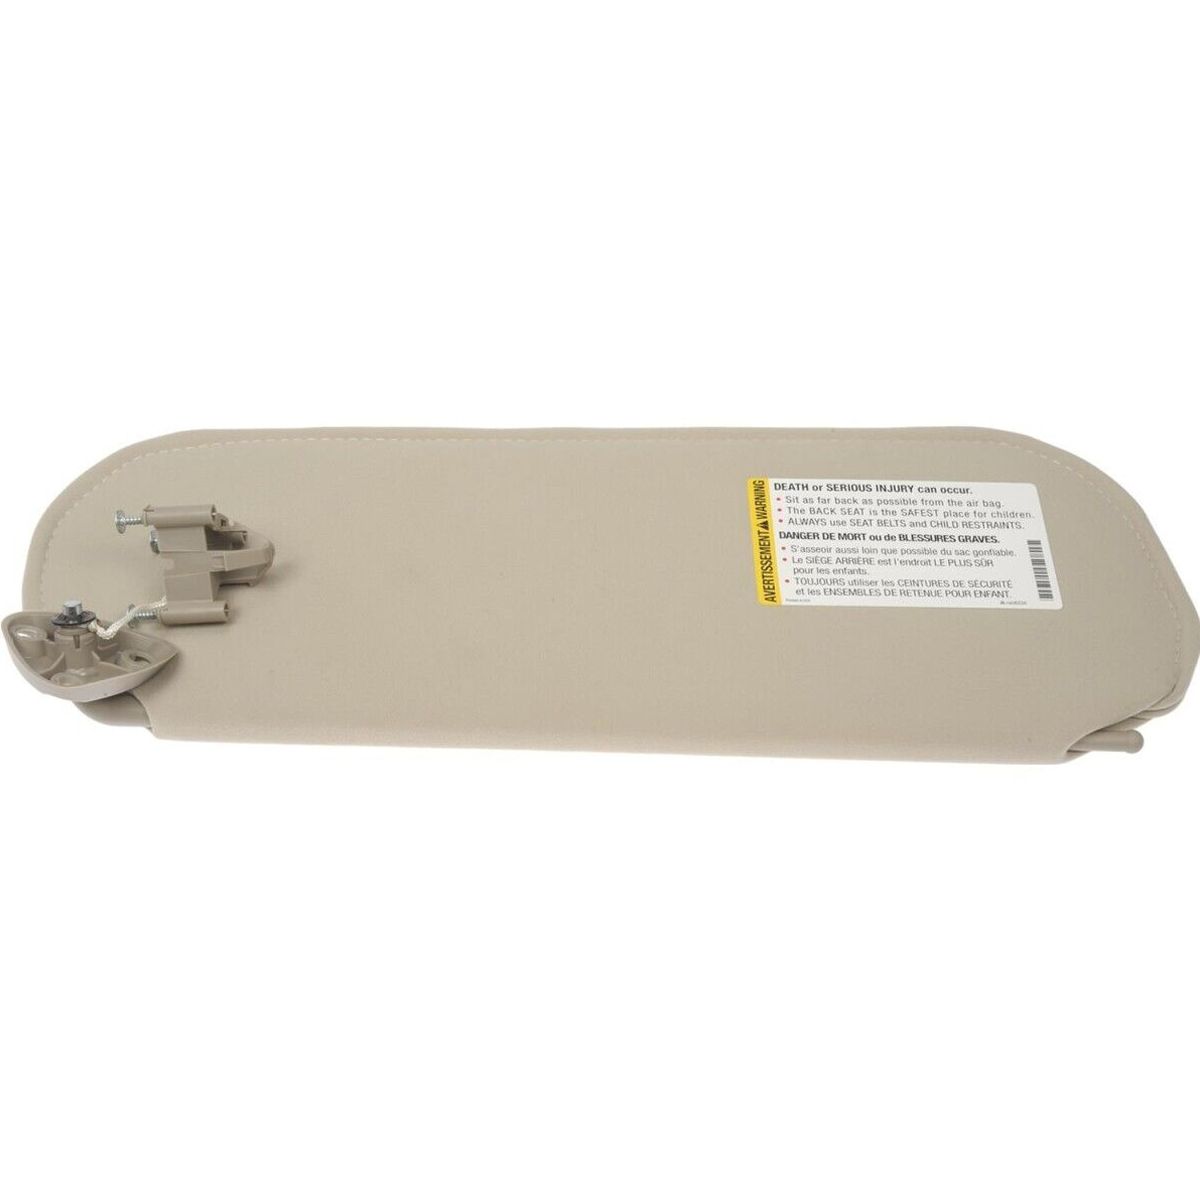 AVERTISSEMENT WARNING
DEATH or SERIOUS INJURY can occur.
• Sit as far back as possible from the air bag.
• The BACK SEAT is the SAFEST place for children.
• ALWAYS use SEAT BELTS and CHILD RESTRAINTS.
DANGER DE MORT ou de BLESSURES GRAVES.
• S'asseoir aussi loin que possible du sac gonflable.
• Le SIÈGE ARRIÈRE est l'endroit LE PLUS SÛR
pour les enfants.
• TOUJOURS utiliser les CEINTURES DE SÉCURITÉ
et les ENSEMBLES DE RETENUE POUR ENFANT.